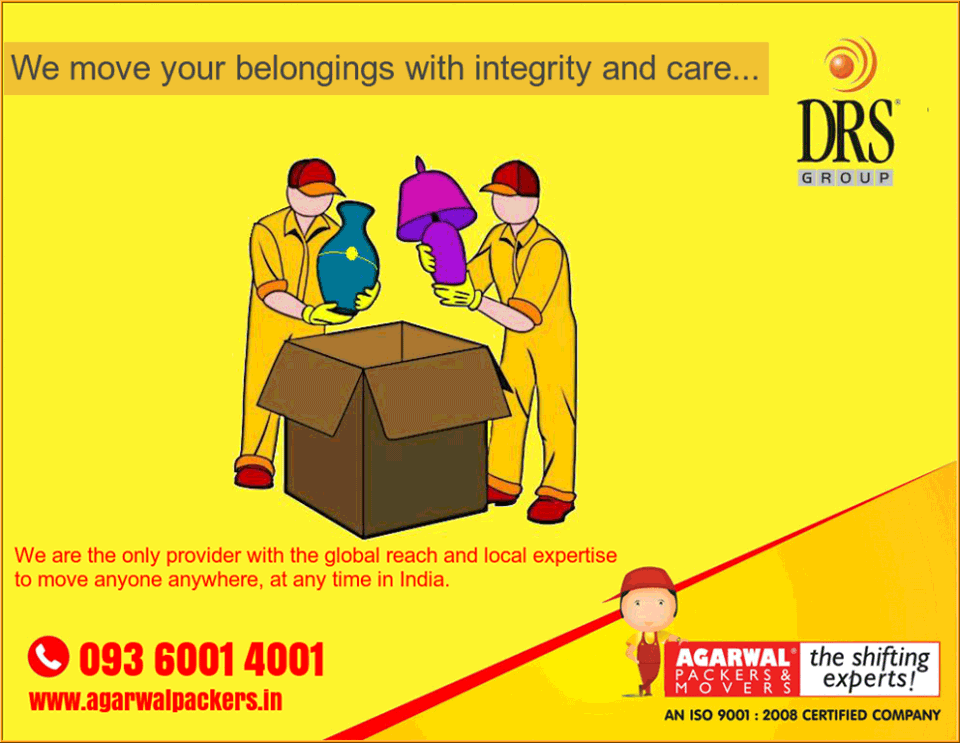 We move your belongings with integrity and care...
DRS®
GROUP
We are the only provider with the global reach and local expertise
to move anyone anywhere, at any time in India.
093 6001 4001
www.agarwalpackers.in
AGARWAL®
PACKERS &
MOVERS
the shifting
experts!
AN ISO 9001 : 2008 CERTIFIED COMPANY